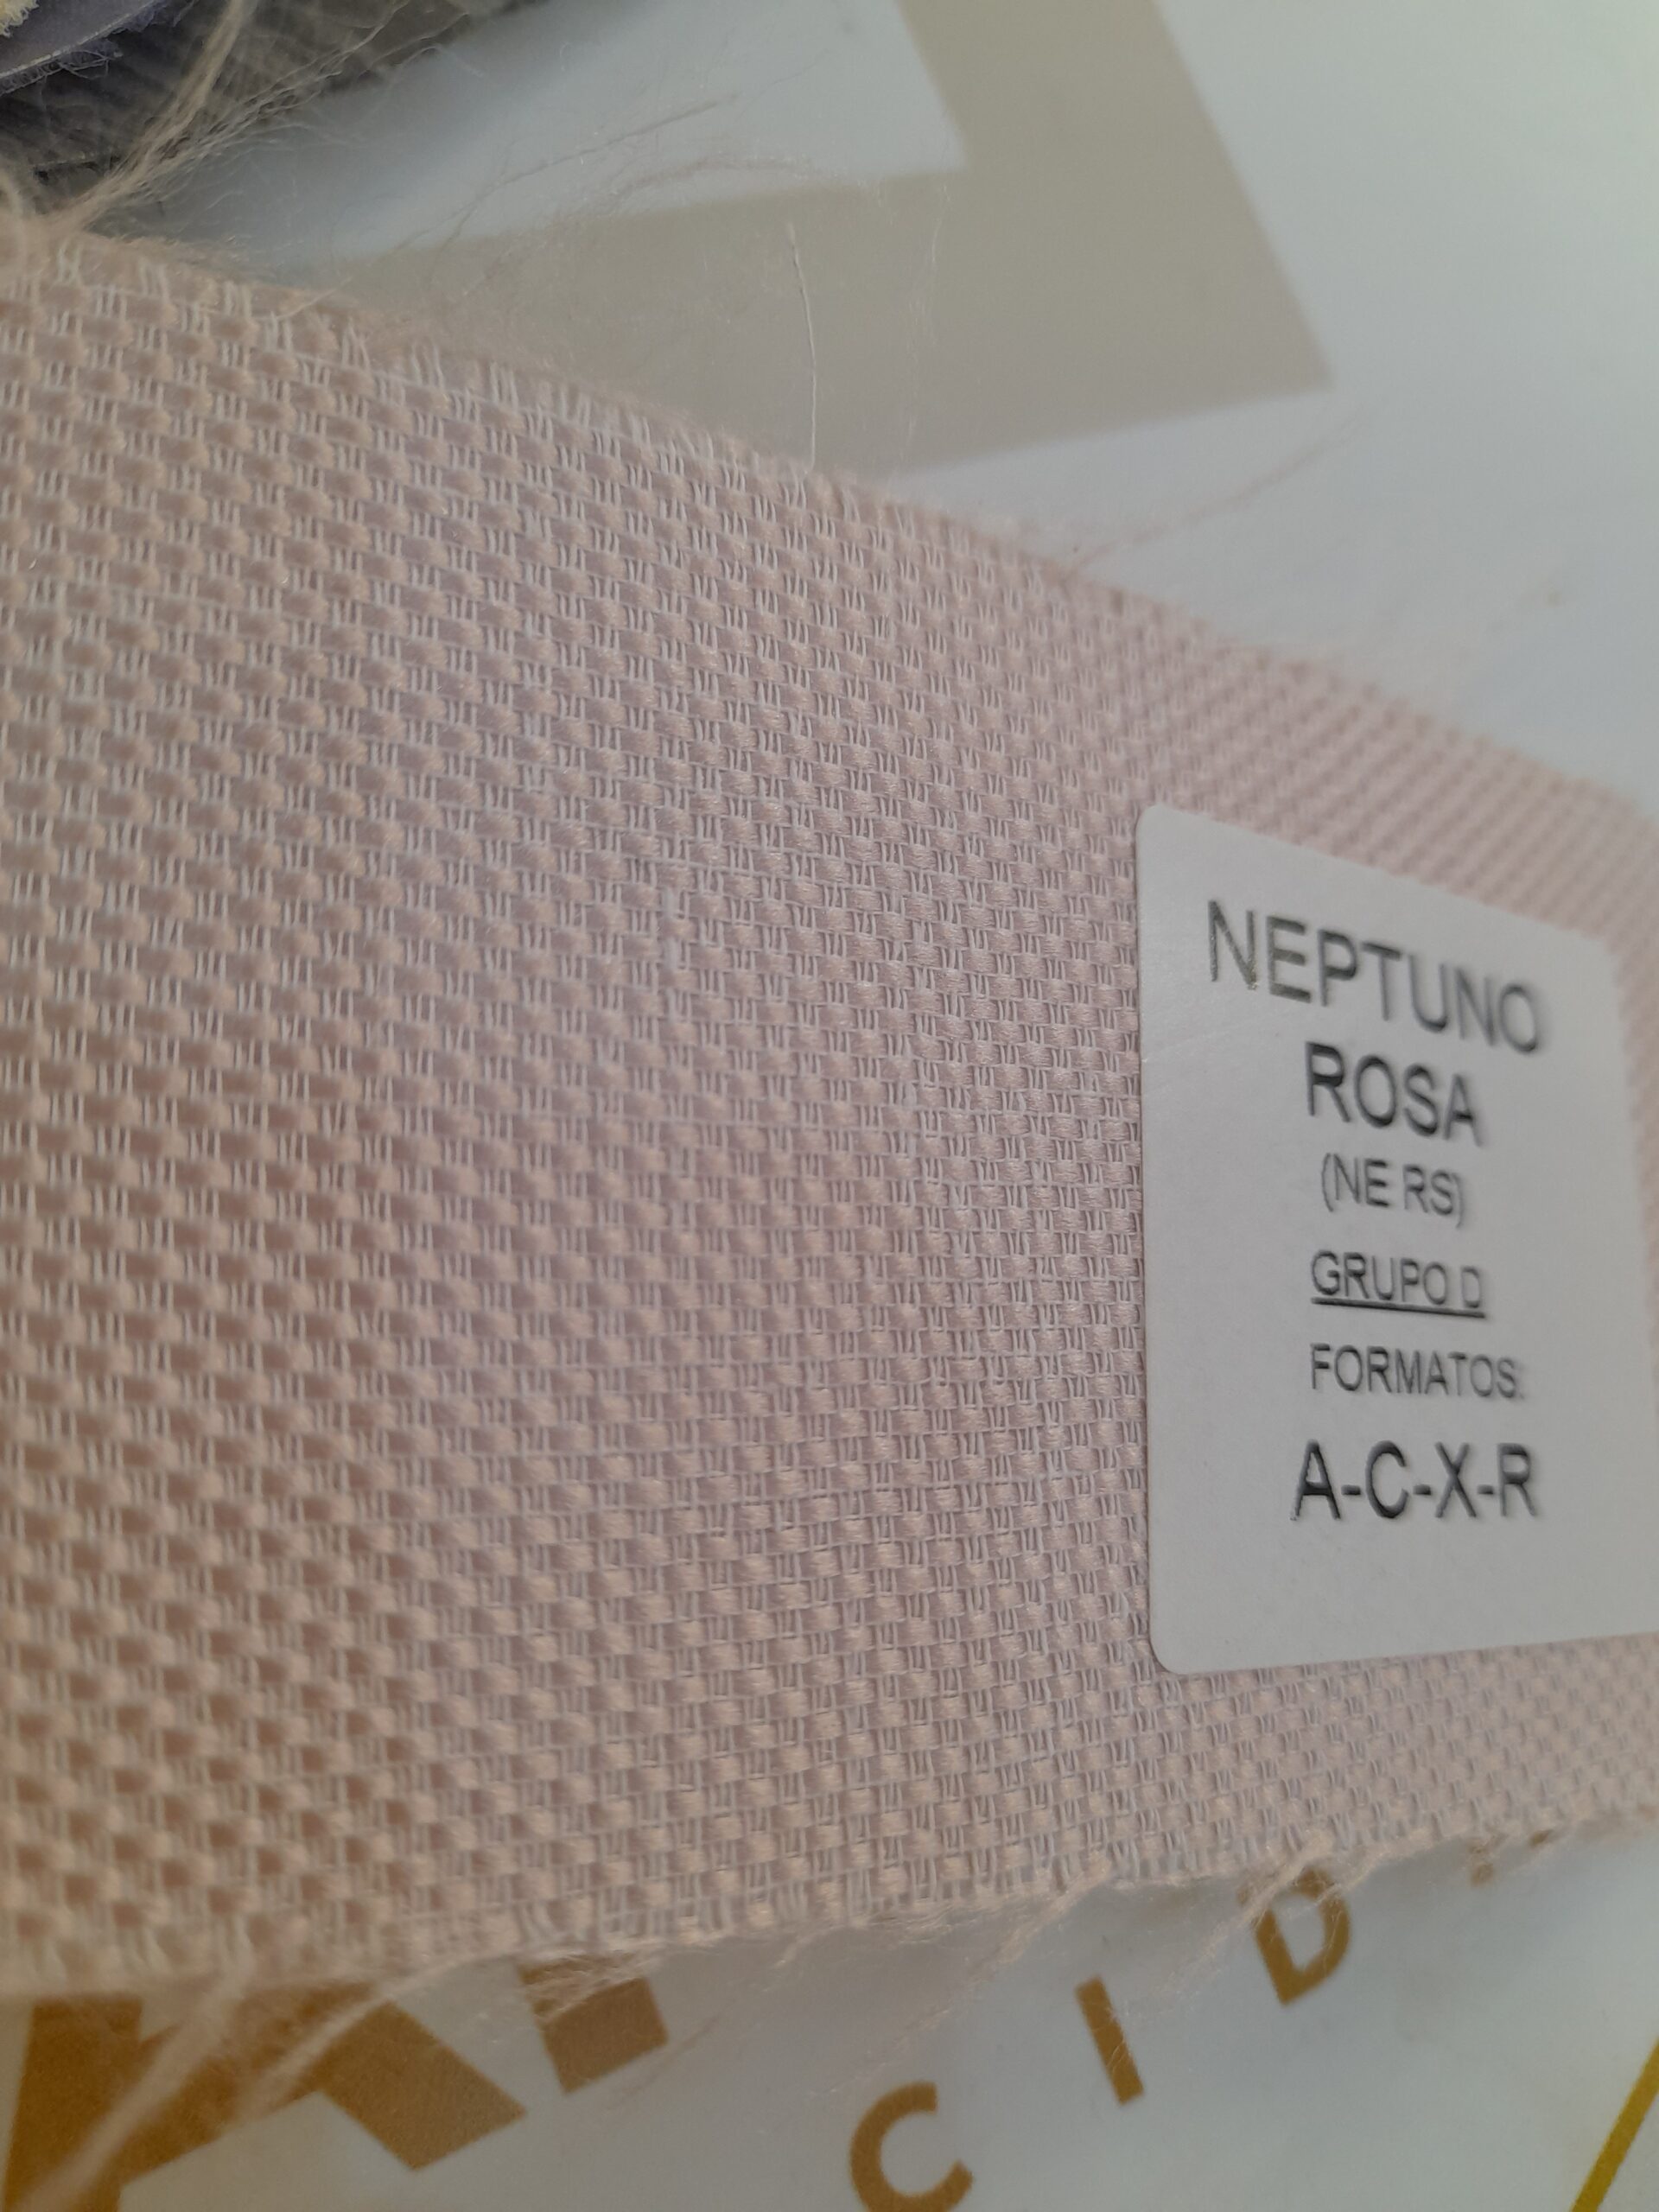 NEPTUNO
ROSA
(NE RS)
GRUPO D
FORMATOS:
A-C-X-R
C I D